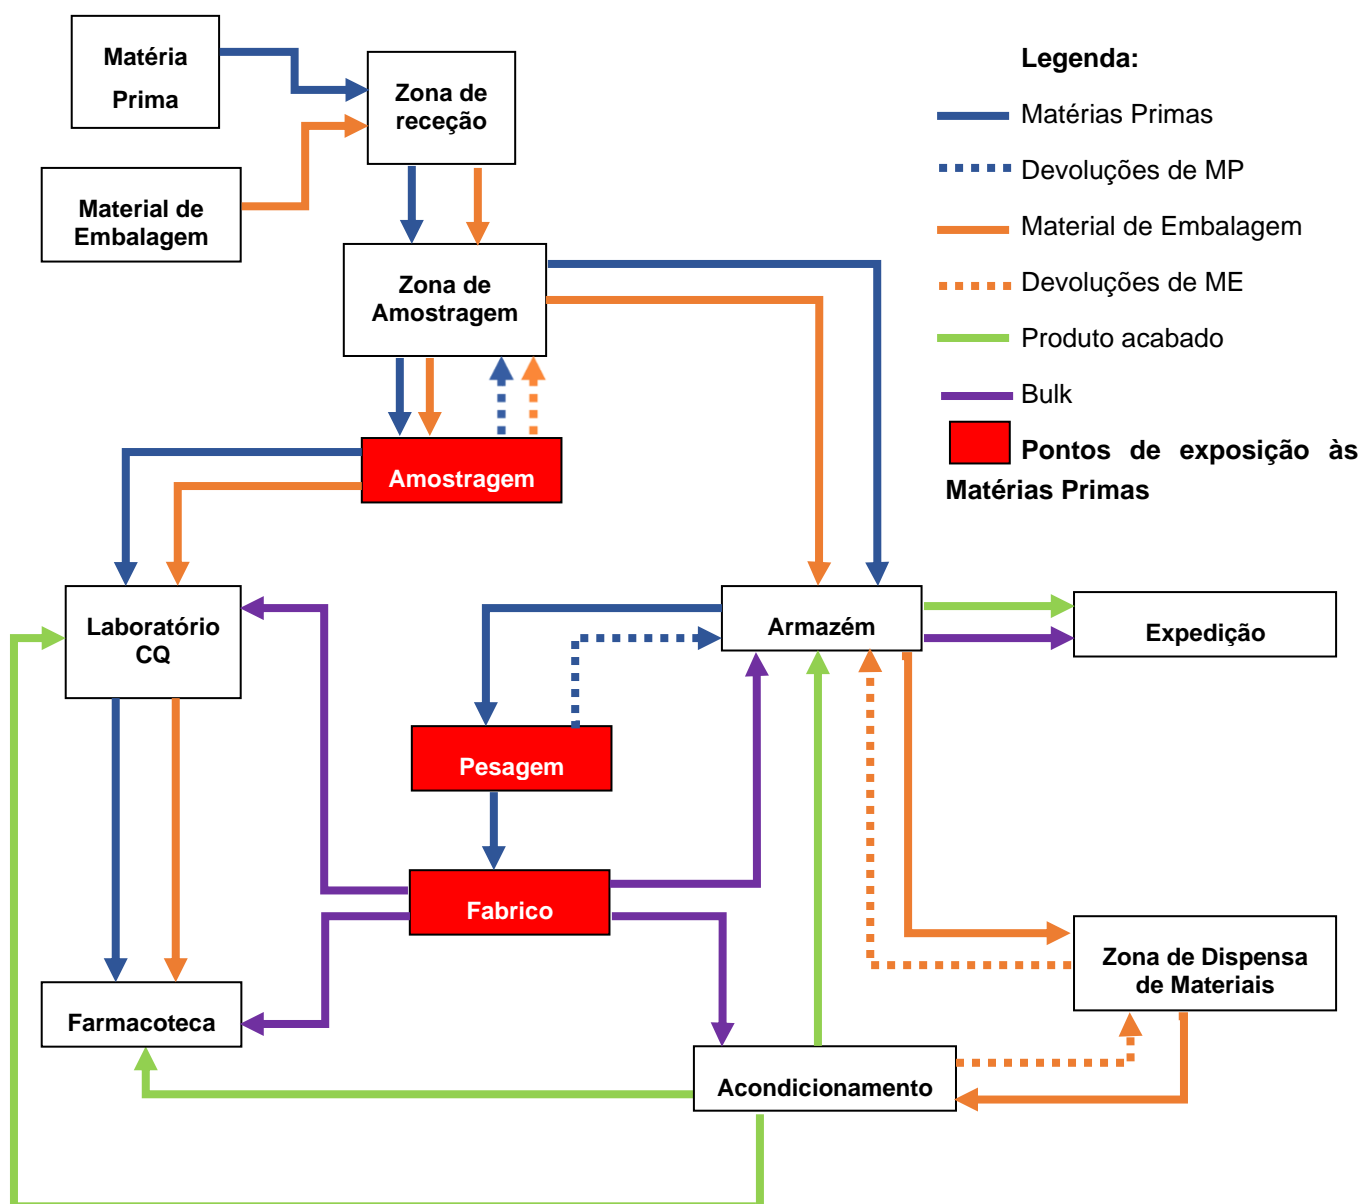 Matéria
Prima
Material de
Embalagem
Zona de
receção
Zona de
Amostragem
Amostragem
Laboratório
CQ
Armazém
Expedição
Pesagem
Fabrico
Farmacoteca
Zona de Dispensa
de Materiais
Acondicionamento
Legenda:
Matérias Primas
Devoluções de MP
Material de Embalagem
Devoluções de ME
Produto acabado
Bulk
Pontos de exposição às
Matérias Primas